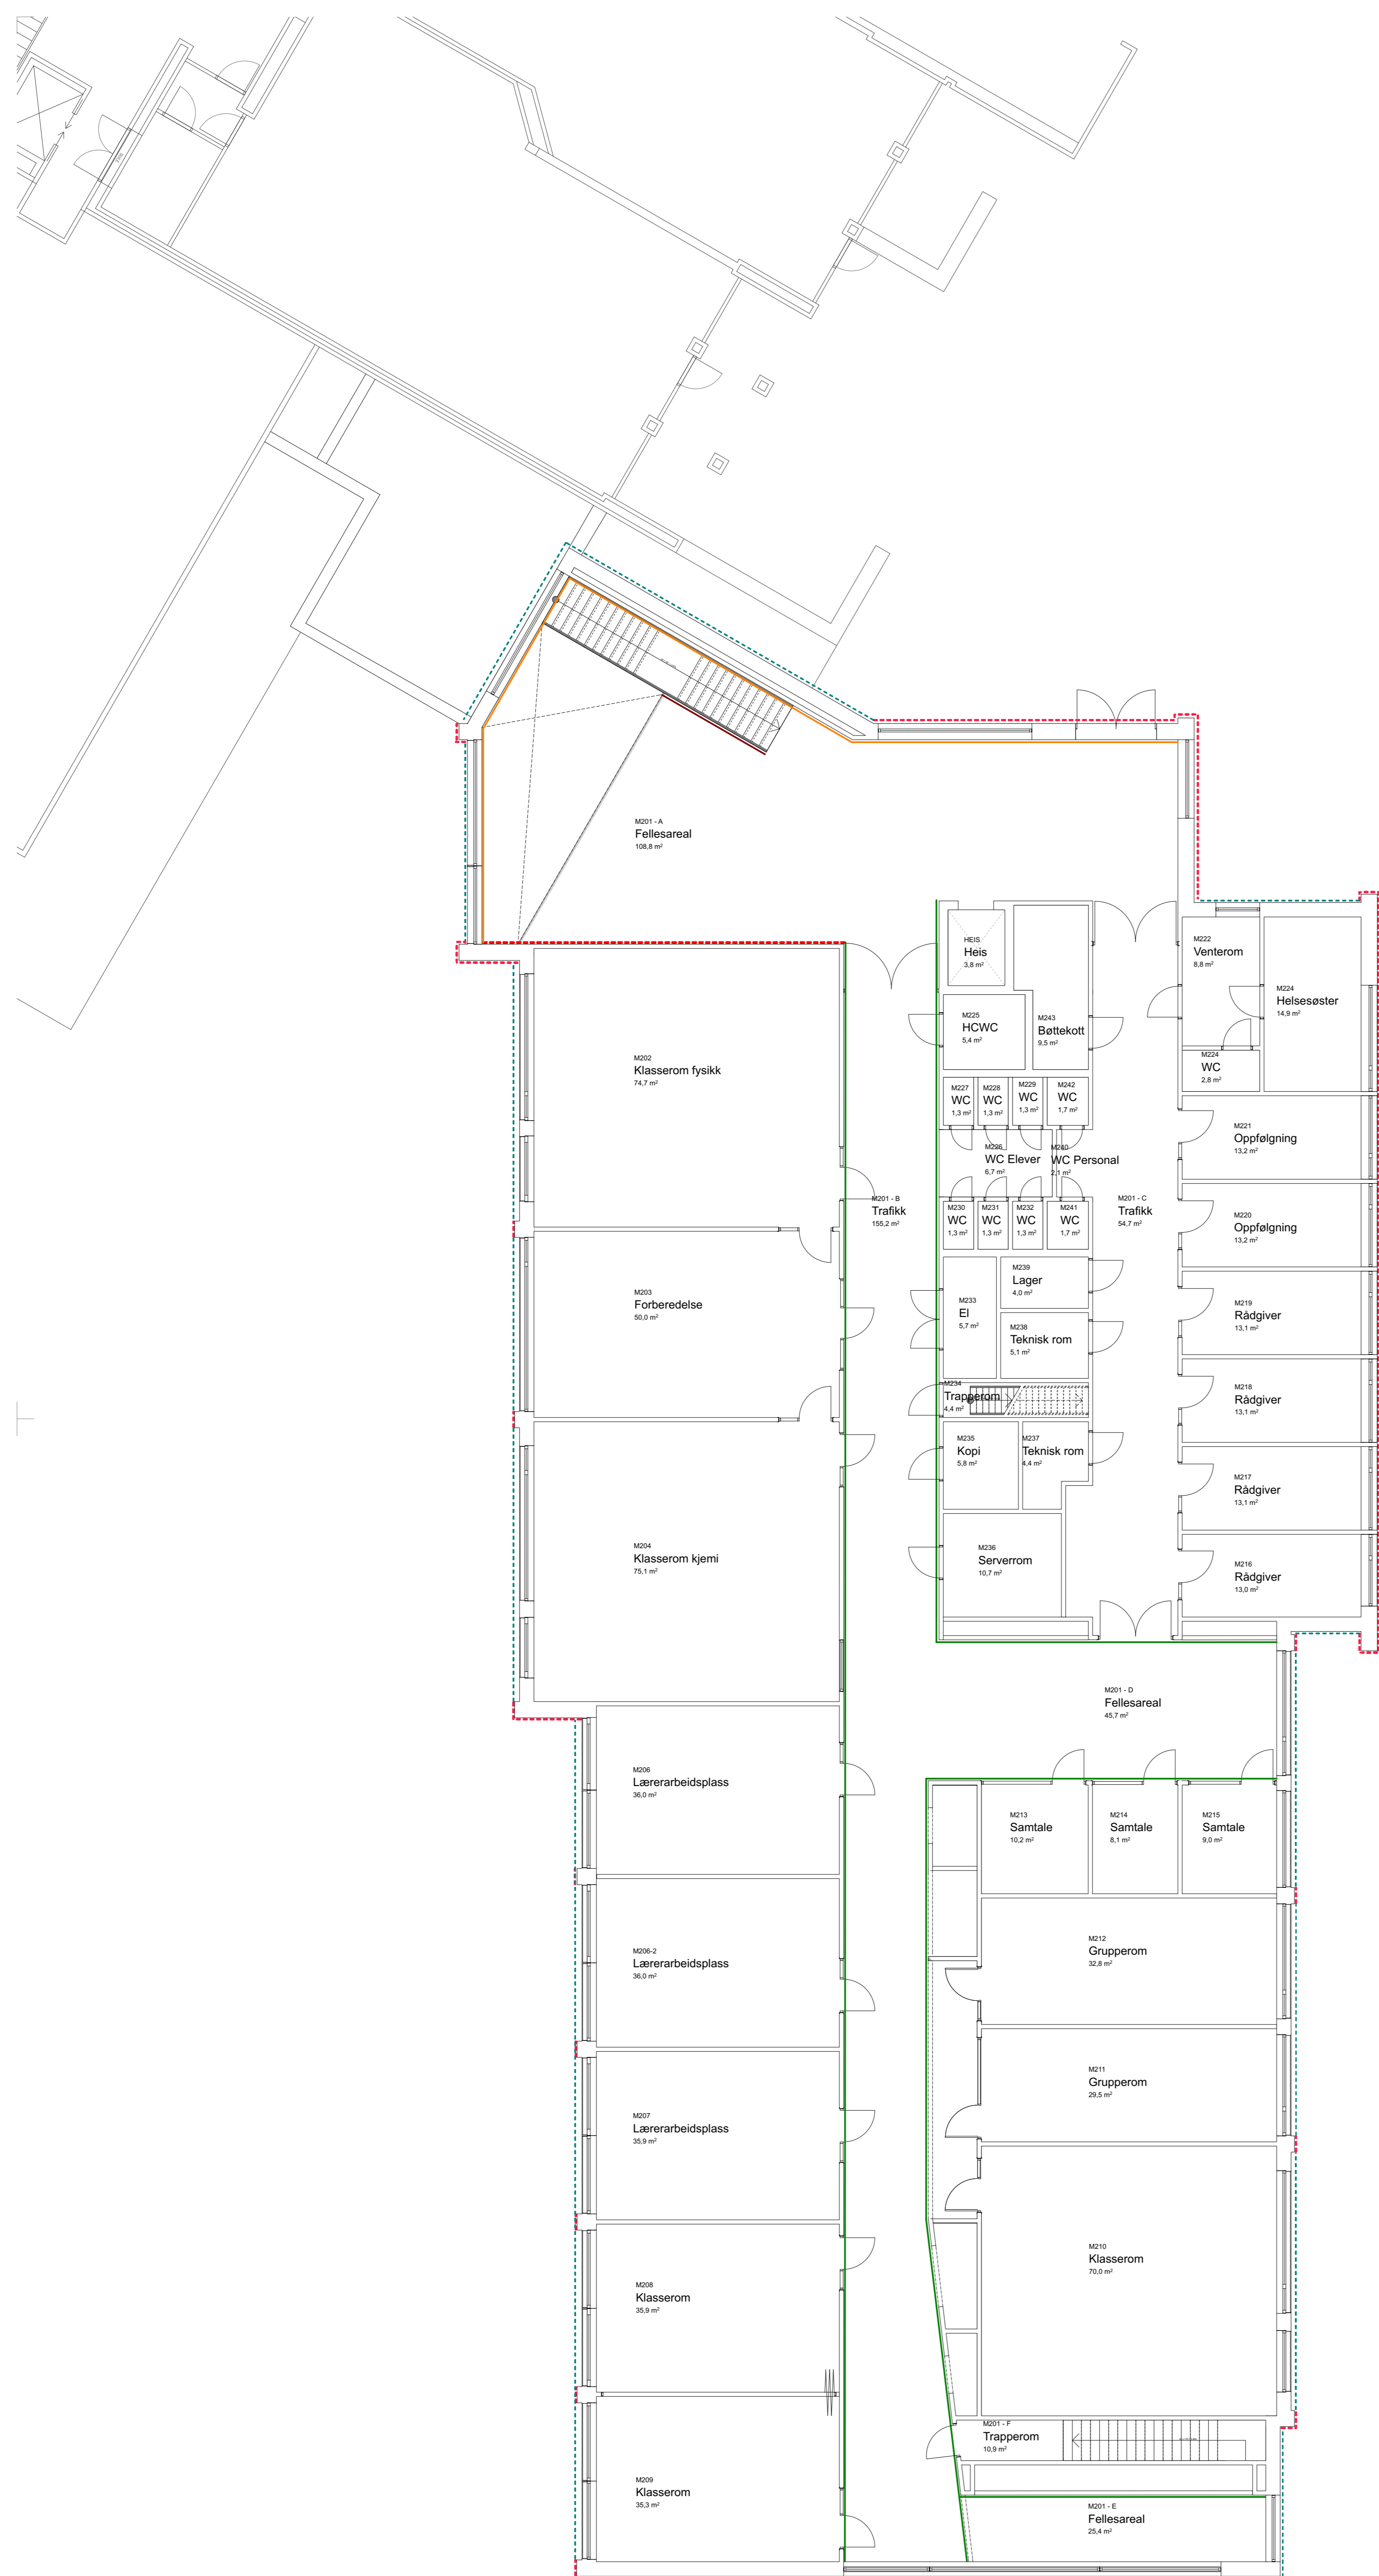 M201 - A
Fellesareal
108,8 m²
HEIS
Heis
3,8 m²
M222
Venterom
8,8 m²
M224
Helsesøster
14,9 m²
M225
HCWC
5,4 m²
M243
Bøttekott
9,5 m²
M224
WC
2,8 m²
M202
Klasserom fysikk
74,7 m²
M227
WC
1,3 m²
M228
WC
1,3 m²
M229
WC
1,3 m²
M242
WC
1,7 m²
M221
Oppfølgning
13,2 m²
M226
WC Elever
6,7 m²
M240
WC Personal
2,1 m²
M201 - B
Trafikk
155,2 m²
M201 - C
Trafikk
54,7 m²
M230
WC
1,3 m²
M231
WC
1,3 m²
M232
WC
1,3 m²
M241
WC
1,7 m²
M220
Oppfølgning
13,2 m²
M203
Forberedelse
50,0 m²
M239
Lager
4,0 m²
M233
El
5,7 m²
M219
Rådgiver
13,1 m²
M238
Teknisk rom
5,1 m²
M234
Trapperom
4,4 m²
M218
Rådgiver
13,1 m²
M235
Kopi
5,8 m²
M237
Teknisk rom
4,4 m²
M217
Rådgiver
13,1 m²
M204
Klasserom kjemi
75,1 m²
M236
Serverrom
10,7 m²
M216
Rådgiver
13,0 m²
M201 - D
Fellesareal
45,7 m²
M206
Lærerarbeidsplass
36,0 m²
M213
Samtale
10,2 m²
M214
Samtale
8,1 m²
M215
Samtale
9,0 m²
M206-2
Lærerarbeidsplass
36,0 m²
M212
Grupperom
32,8 m²
M211
Grupperom
29,5 m²
M207
Lærerarbeidsplass
35,9 m²
M210
Klasserom
70,0 m²
M208
Klasserom
35,9 m²
M201 - F
Trapperom
10,9 m²
M209
Klasserom
35,3 m²
M201 - E
Fellesareal
25,4 m²